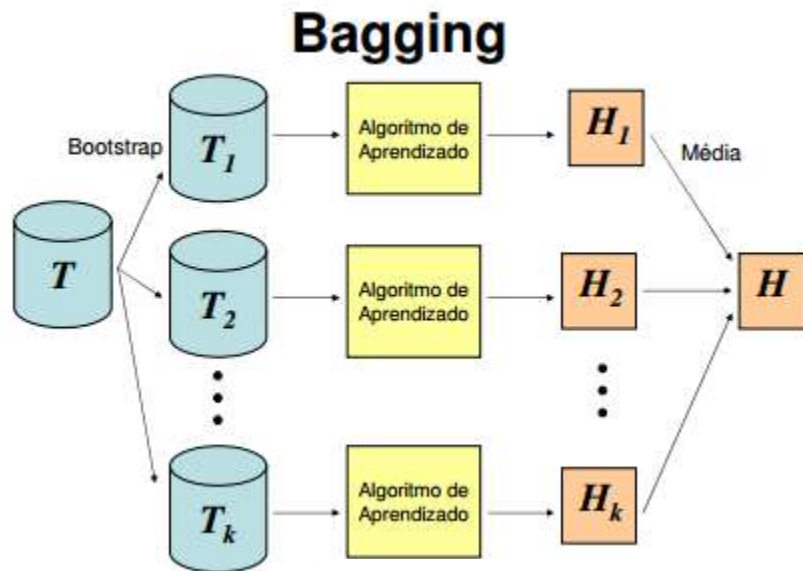 Bagging
Bootstrap
T
T1
Algoritmo de
Aprendizado
H1
Média
T2
Algoritmo de
Aprendizado
H2
H
Tk
Algoritmo de
Aprendizado
Hk